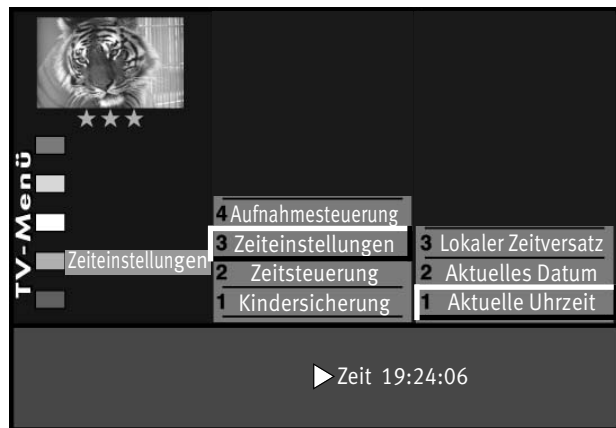 TV-Menü
Zeiteinstellungen
4 Aufnahmesteuerung
3 Zeiteinstellungen
2 Zeitsteuerung
1 Kindersicherung
3 Lokaler Zeitversatz
2 Aktuelles Datum
1 Aktuelle Uhrzeit
Zeit 19:24:06